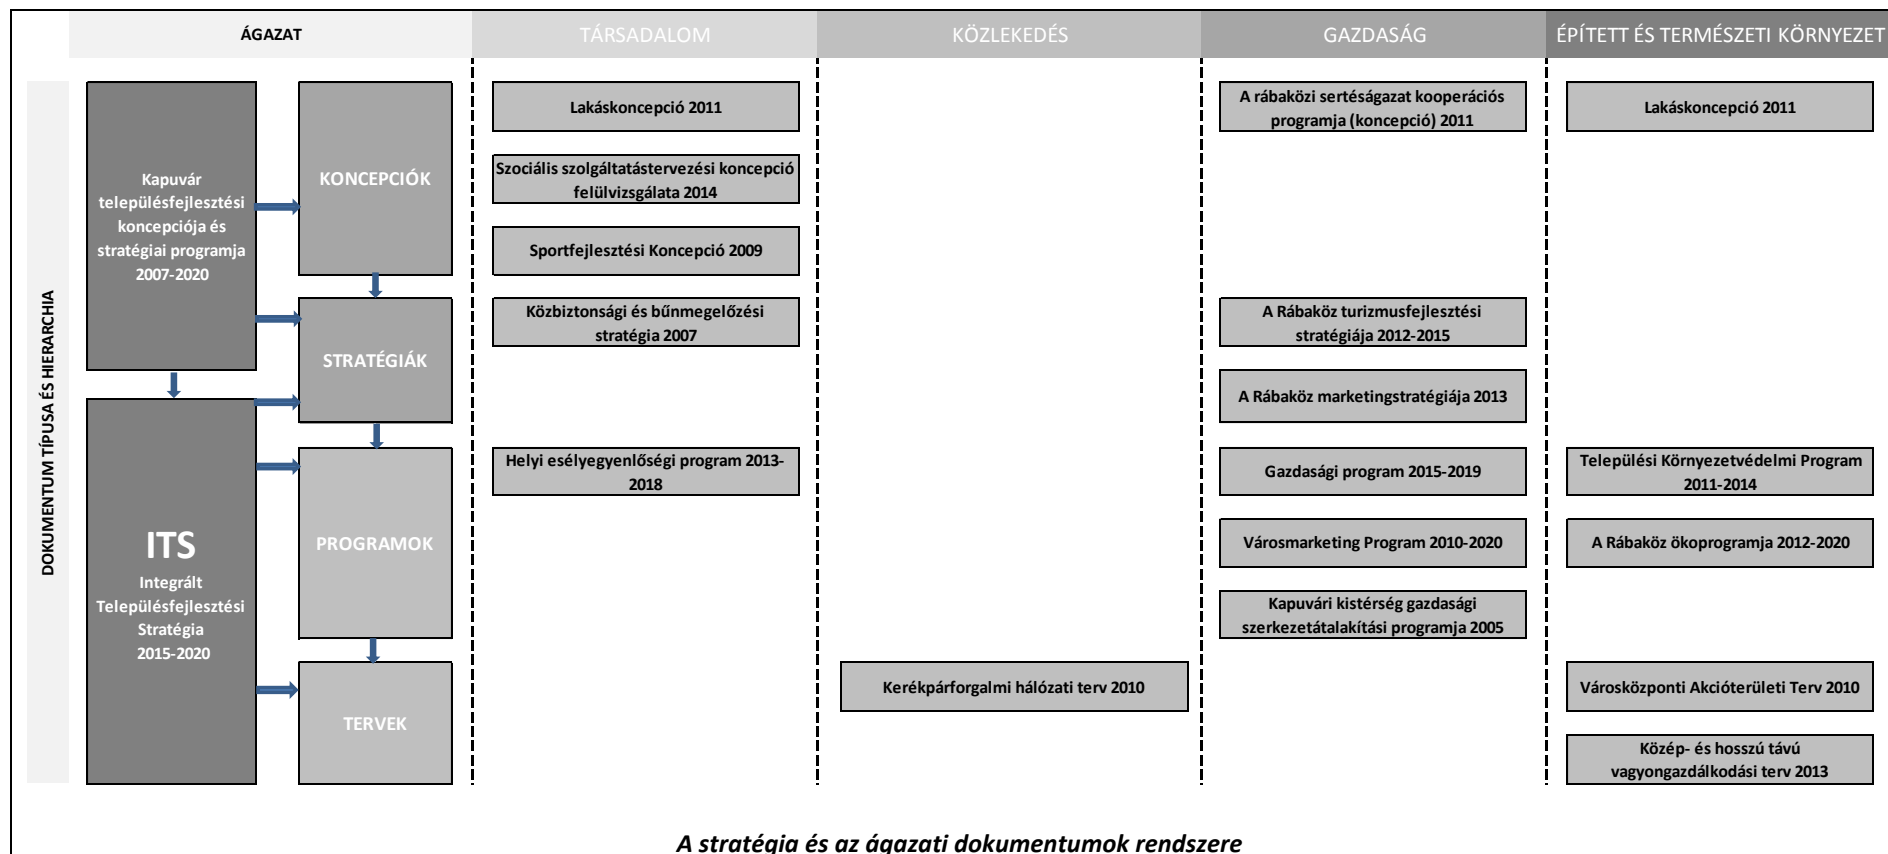 ÁGAZAT
TÁRSADALOM
KÖZLEKEDÉS
GAZDASÁG
ÉPÍTETT ÉS TERMÉSZETI KÖRNYEZET
DOKUMENTUM TÍPUSA ÉS HIERARCHIA
Kapuvár
településfejlesztési
koncepciója és
stratégiai programja
2007-2020
ITS
Integrált
Településfejlesztési
Stratégia
2015-2020
KONCEPCIÓK
Lakáskoncepció 2011
Szociális szolgáltatástervezési koncepció
felülvizsgálata 2014
Sportfejlesztési Koncepció 2009
A rábaközi sertéságazat kooperációs
programja (koncepció) 2011
Lakáskoncepció 2011
STRATÉGIÁK
Közbiztonsági és bűnmegelőzési
stratégia 2007
A Rábaköz turizmusfejlesztési
stratégiája 2012-2015
A Rábaköz marketingstratégiája 2013
PROGRAMOK
Helyi esélyegyenlőségi program 2013-
2018
Gazdasági program 2015-2019
Városmarketing Program 2010-2020
Kapuvári kistérség gazdasági
szerkezetátalakítási programja 2005
Települési Környezetvédelmi Program
2011-2014
A Rábaköz ökoprogramja 2012-2020
TERVEK
Kerékpárforgalmi hálózati terv 2010
Városközponti Akcióterületi Terv 2010
Közép- és hosszú távú
vagyongazdálkodási terv 2013
A stratégia és az ágazati dokumentumok rendszere